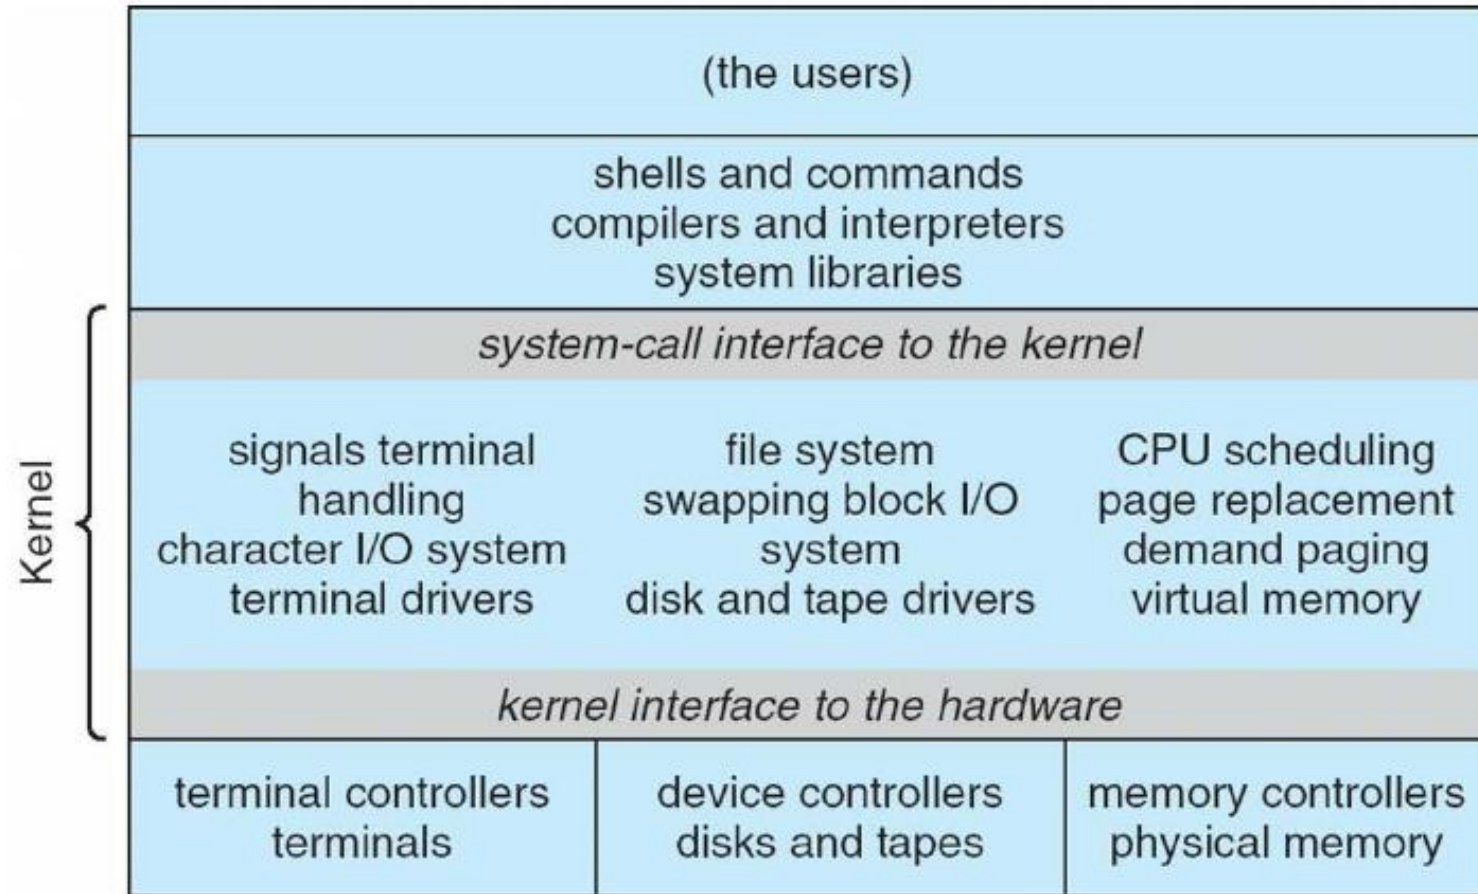 (the users)
shells and commands
compilers and interpreters
system libraries
Kernel
system-call interface to the kernel
signals terminal
handling
character I/O system
terminal drivers
file system
swapping block I/O
system
disk and tape drivers
CPU scheduling
page replacement
demand paging
virtual memory
kernel interface to the hardware
terminal controllers
terminals
device controllers
disks and tapes
memory controllers
physical memory